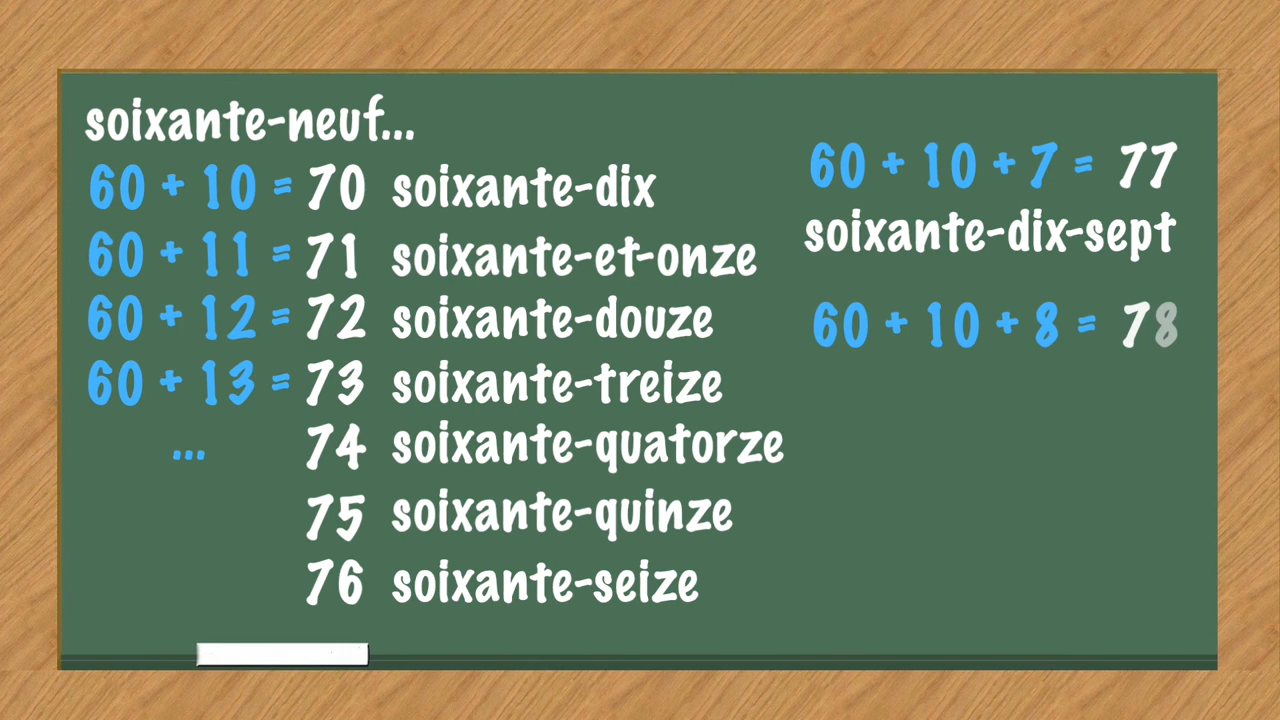 soixante-neuf...
60 + 10 = 70 soixante-dix
60 + 11 = 71 soixante-et-onze
60 + 12 = 72 soixante-douze
60 + 13 = 73 soixante-treize
... 74 soixante-quatorze
75 soixante-quinze
76 soixante-seize
60 + 10 + 7 = 77
soixante-dix-sept
60 + 10 + 8 = 78